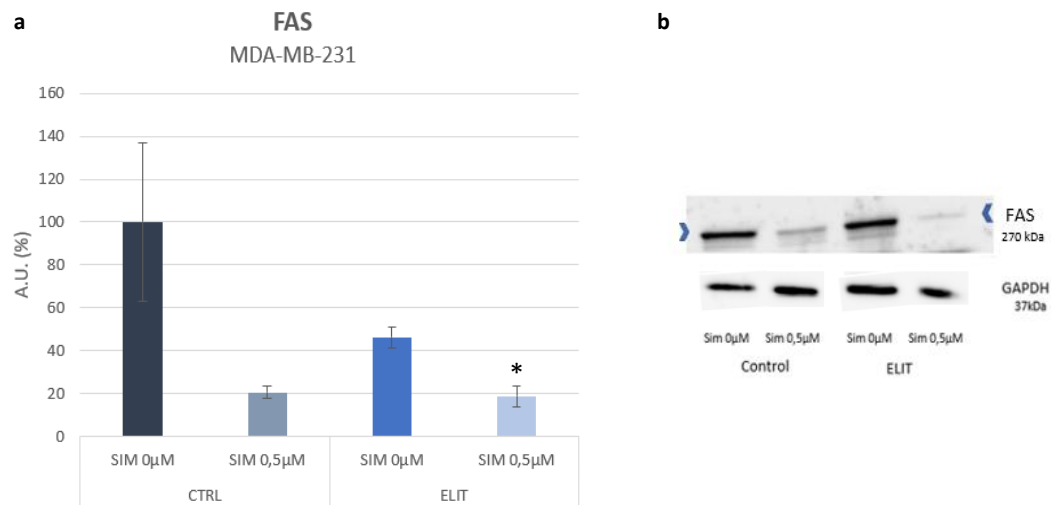 a
FAS
MDA-MB-231
160
140
120
100
80
60
40
20
0
A.U. (%)
*
SIM 0µM
SIM 0,5µM
SIM 0µM
SIM 0,5µM
CTRL
ELIT
b
FAS
270 kDa
GAPDH
37kDa
Sim 0µM
Sim 0,5µM
Sim 0µM
Sim 0,5µM
Control
ELIT